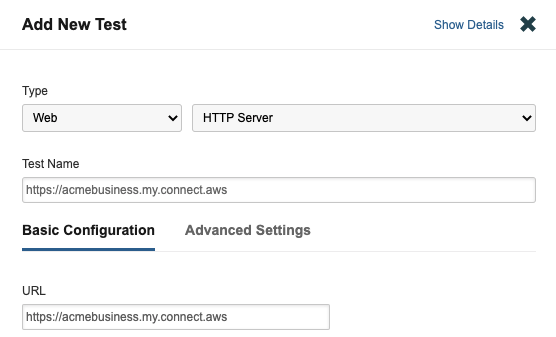 Add New Test Show Details
Type
Web HTTP Server
Test Name
https://acmebusiness.my.connect.aws
Basic Configuration Advanced Settings
URL
https://acmebusiness.my.connect.aws